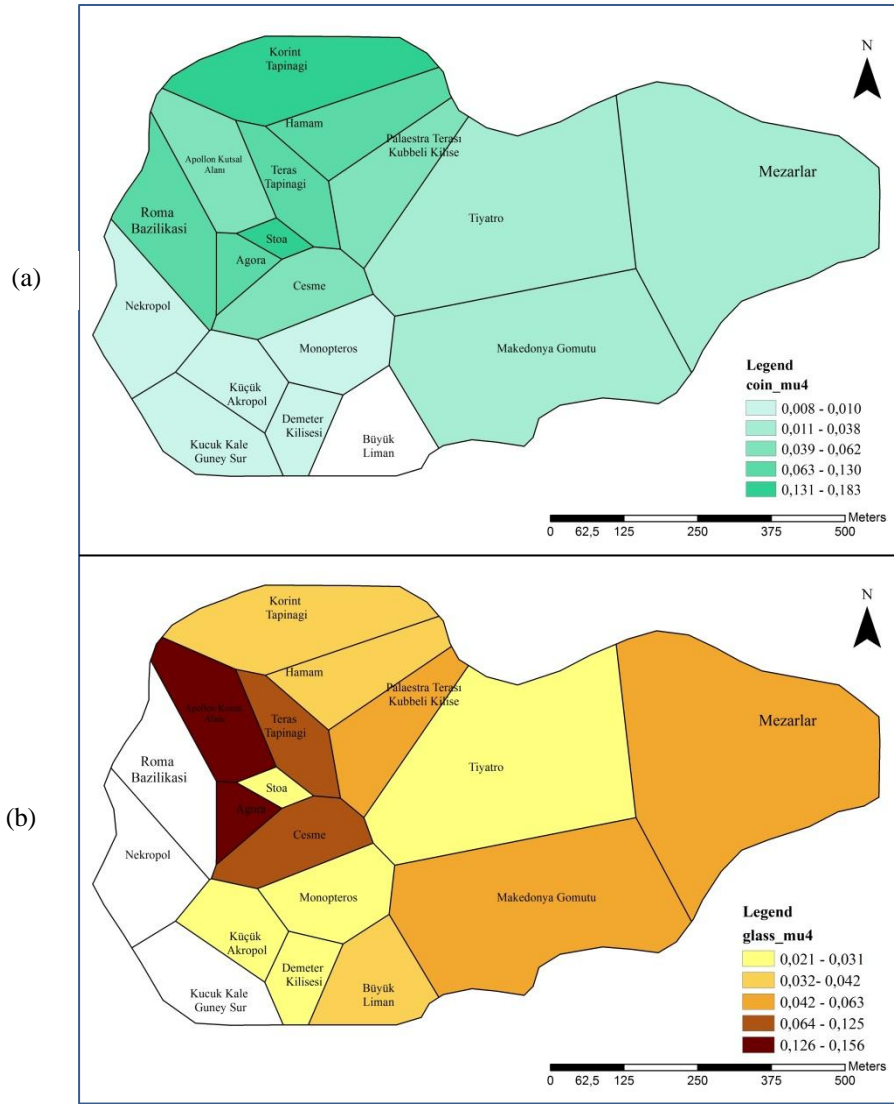 (a)
Korint
Tapinagi
N
Hamam
Palaestra Terası
Kubbeli Kilise
Apollon Kutsal
Alanı
Teras
Tapinagi
Mezarlar
Roma
Bazilikasi
Tiyatro
Stoa
Agora
Cesme
Nekropol
Monopteros
Makedonya Gomutu
Küçük
Akropol
Demeter
Kilisesi
Büyük
Liman
Kucuk Kale
Guney Sur
Legend
coin_mu4
0,008 - 0,010
0,011 - 0,038
0,039 - 0,062
0,063 - 0,130
0,131 - 0,183
Meters
0 62,5 125 250 375 500
(b)
Korint
Tapinagi
N
Hamam
Palaestra Terası
Kubbeli Kilise
Apollon Kutsal
Alanı
Teras
Tapinagi
Mezarlar
Roma
Bazilikasi
Tiyatro
Stoa
Agora
Cesme
Nekropol
Monopteros
Makedonya Gomutu
Küçük
Akropol
Demeter
Kilisesi
Büyük
Liman
Kucuk Kale
Guney Sur
Legend
glass_mu4
0,021 - 0,031
0,032- 0,042
0,042 - 0,063
0,064 - 0,125
0,126 - 0,156
Meters
0 62,5 125 250 375 500